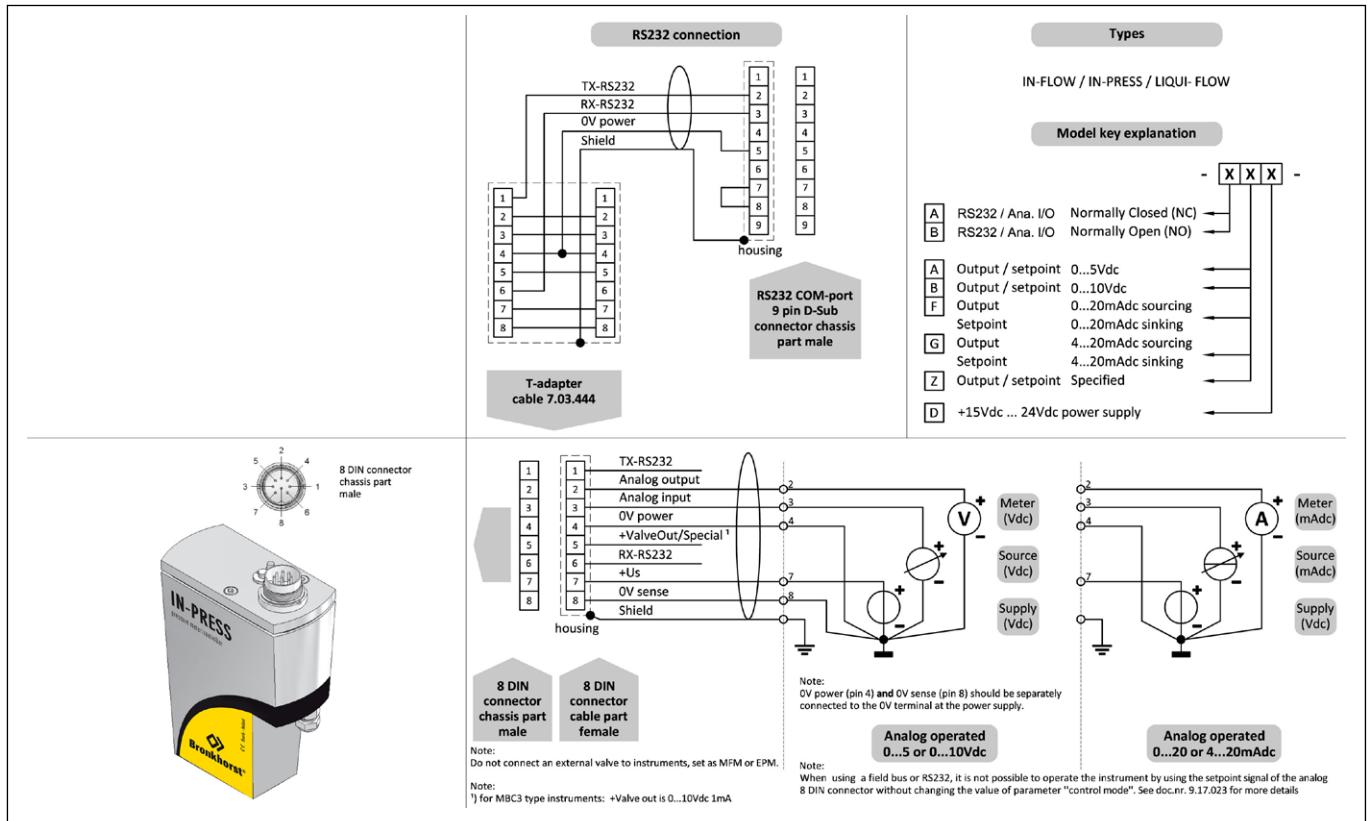 RS232 connection
TX-RS232
RX-RS232
0V power
Shield
1
2
3
4
5
6
7
8
9
1
2
3
4
5
6
7
8
9
housing
1
2
3
4
5
6
7
8
1
2
3
4
5
6
7
8
RS232 COM-port
9 pin D-Sub
connector chassis
part male
T-adapter
cable 7.03.444
Types
IN-FLOW / IN-PRESS / LIQUI- FLOW
Model key explanation
- X X X -
A RS232 / Ana. I/O Normally Closed (NC)
B RS232 / Ana. I/O Normally Open (NO)
A Output / setpoint 0...5Vdc
B Output / setpoint 0...10Vdc
F Output 0...20mAdc sourcing
Setpoint 0...20mAdc sinking
G Output 4...20mAdc sourcing
Setpoint 4...20mAdc sinking
Z Output / setpoint Specified
D +15Vdc ... 24Vdc power supply
2
5 4
3 1
7 6
8
8 DIN connector
chassis part
male
IN-PRESS
Bronkhorst®
1
2
3
4
5
6
7
8
1
2
3
4
5
6
7
8
TX-RS232
Analog output
Analog input
0V power
+ValveOut/Special ¹
RX-RS232
+Us
0V sense
Shield
housing
8 DIN
connector
chassis part
male
8 DIN
connector
cable part
female
Note:
Do not connect an external valve to instruments, set as MFM or EPM.
Note:
¹) for MBC3 type instruments: +Valve out is 0...10Vdc 1mA
2
3
4
7
8
V
+
−
+
−
+
−
Meter
(Vdc)
Source
(Vdc)
Supply
(Vdc)
Note:
0V power (pin 4) and 0V sense (pin 8) should be separately
connected to the 0V terminal at the power supply.
Analog operated
0...5 or 0...10Vdc
2
3
4
7
A
+
−
+
−
+
−
Meter
(mAdc)
Source
(mAdc)
Supply
(Vdc)
Analog operated
0...20 or 4...20mAdc
Note:
When using a field bus or RS232, it is not possible to operate the instrument by using the setpoint signal of the analog
8 DIN connector without changing the value of parameter "control mode". See doc.nr. 9.17.023 for more details